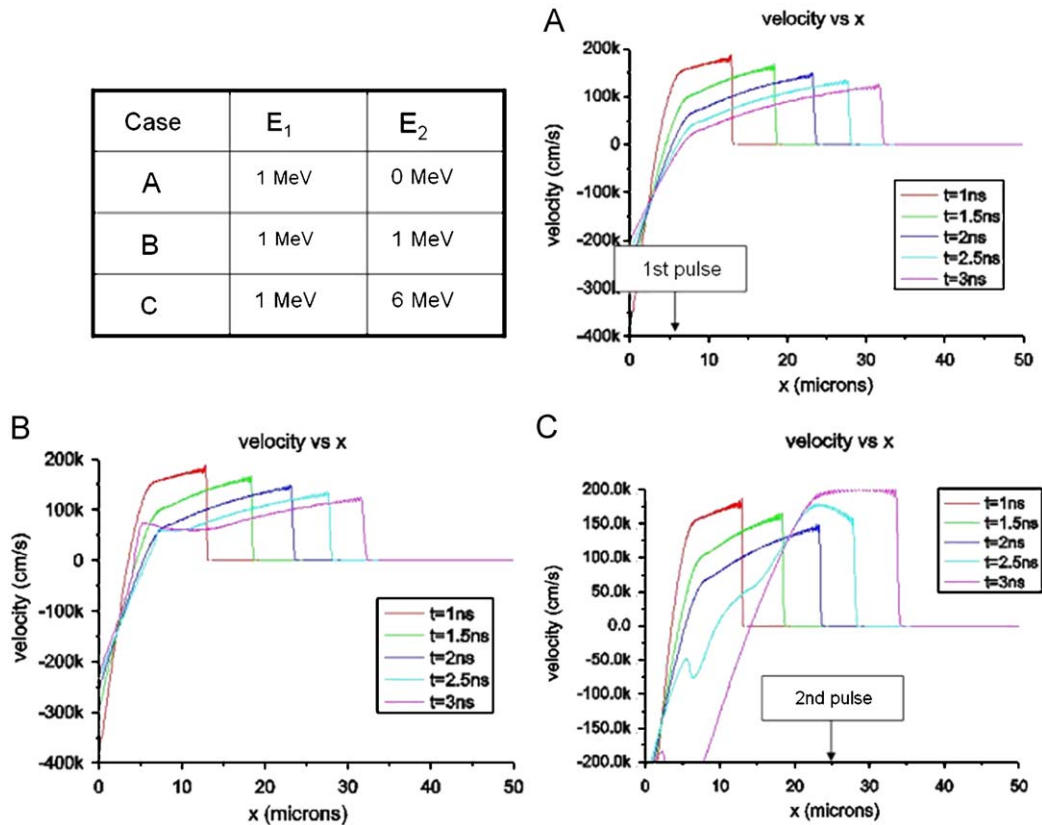 Case E1 E2
A 1 MeV 0 MeV
B 1 MeV 1 MeV
C 1 MeV 6 MeV
A
velocity vs x
200k
100k
0
-100k
-200k
-300k
-400k
velocity (cm/s)
0 10 20 30 40 50
x (microns)
1st pulse
t=1ns
t=1.5ns
t=2ns
t=2.5ns
t=3ns
B
velocity vs x
200k
100k
0
-100k
-200k
-300k
-400k
velocity (cm/s)
0 10 20 30 40 50
x (microns)
t=1ns
t=1.5ns
t=2ns
t=2.5ns
t=3ns
C
velocity vs x
200.0k
150.0k
100.0k
50.0k
0.0
-50.0k
-100.0k
-150.0k
-200.0k
velocity (cm/s)
0 10 20 30 40 50
x (microns)
2nd pulse
t=1ns
t=1.5ns
t=2ns
t=2.5ns
t=3ns